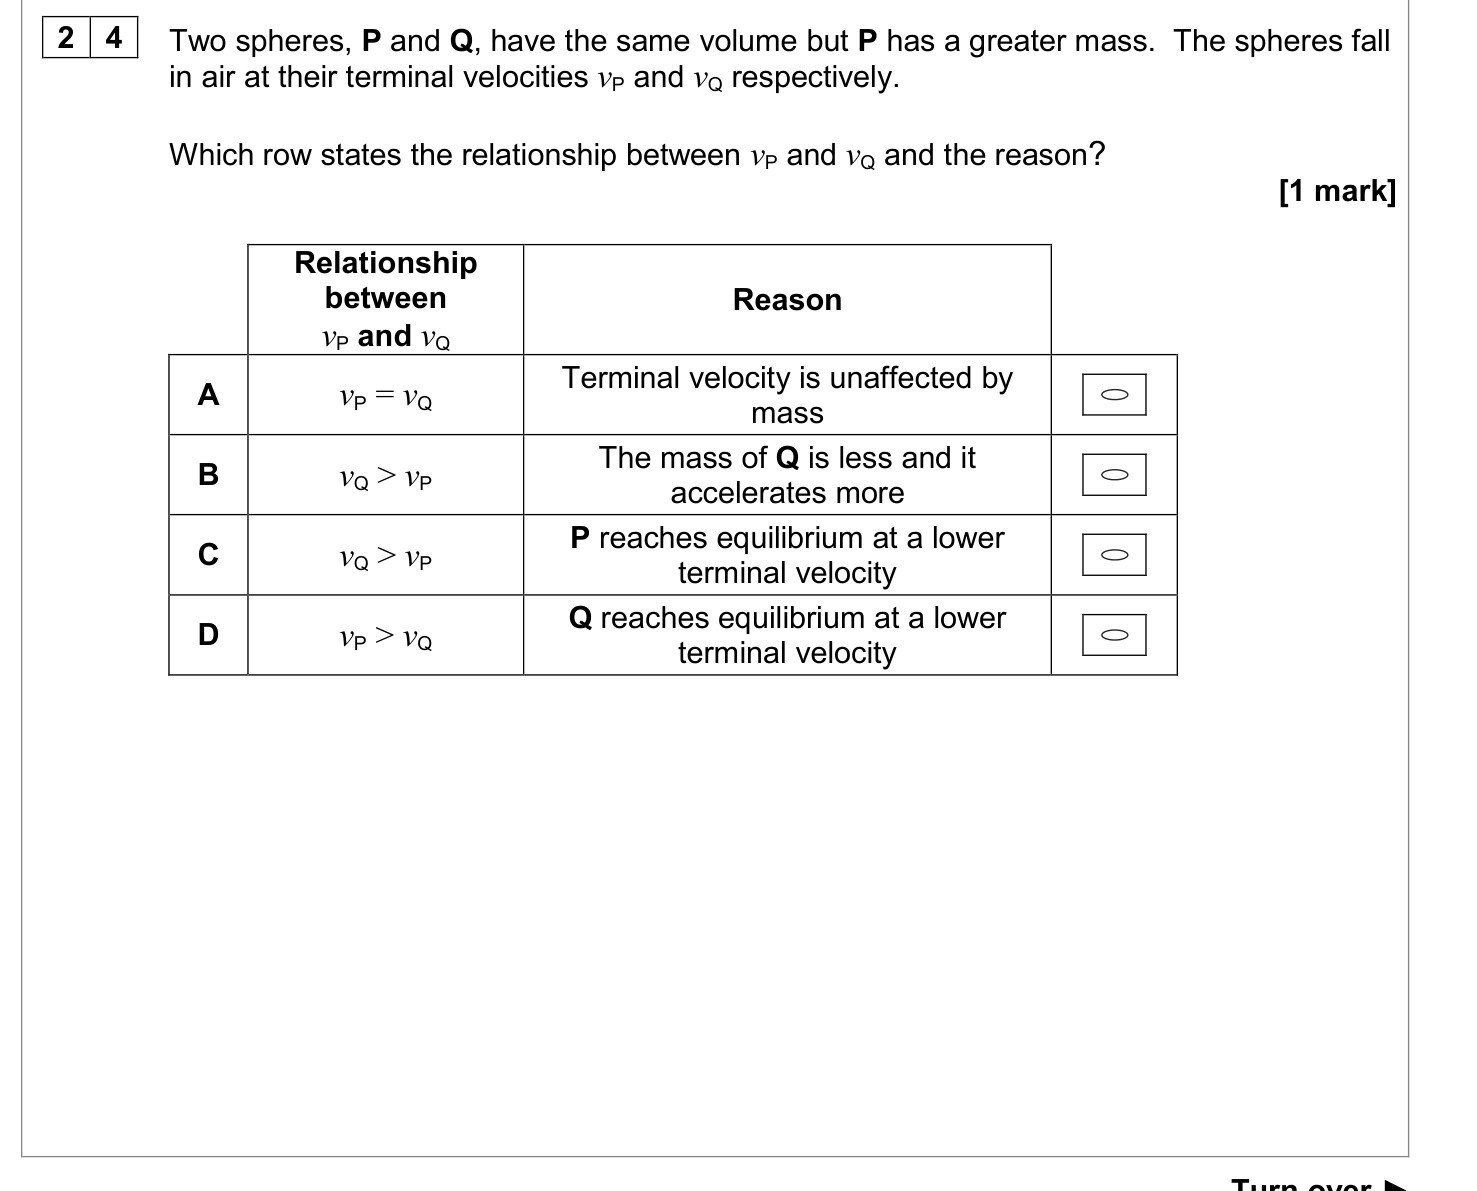 2 4 Two spheres, P and Q, have the same volume but P has a greater mass. The spheres fall
in air at their terminal velocities vP and vQ respectively.
Which row states the relationship between vP and vQ and the reason?
[1 mark]
Relationship
between
vP and vQ
Reason
A vP = vQ Terminal velocity is unaffected by
mass
B vQ > vP The mass of Q is less and it
accelerates more
C vQ > vP P reaches equilibrium at a lower
terminal velocity
D vP > vQ Q reaches equilibrium at a lower
terminal velocity
Turn over ►